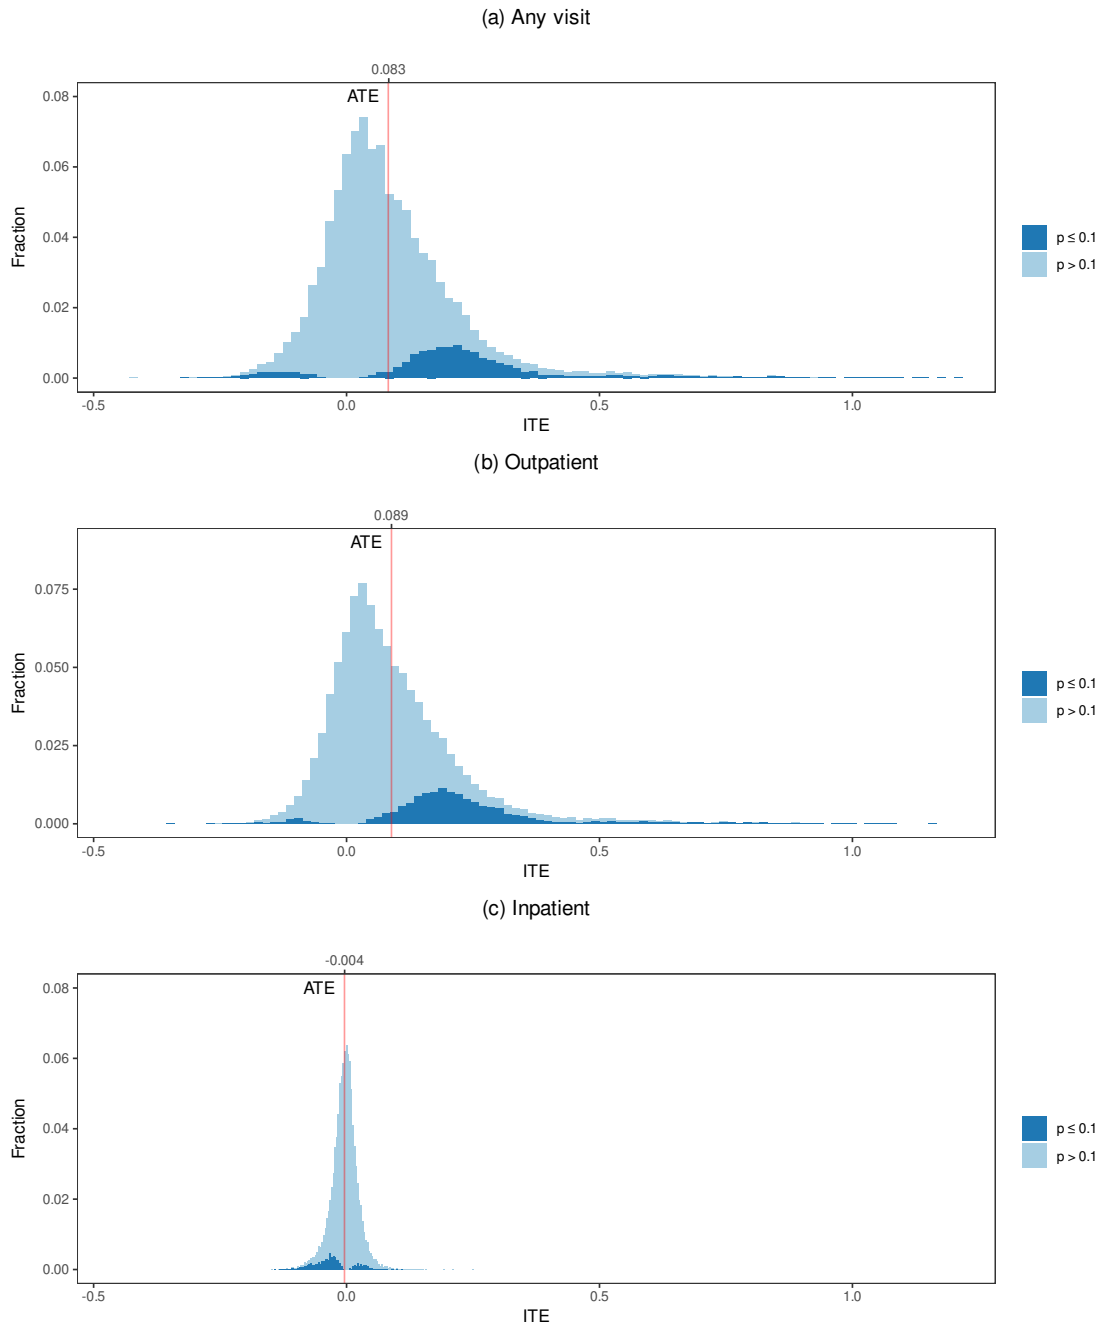 (a) Any visit
0.083
ATE
0.08
0.06
0.04
0.02
0.00
Fraction
-0.5 0.0 0.5 1.0
ITE
p ≤ 0.1
p > 0.1
(b) Outpatient
0.089
ATE
0.075
0.050
0.025
0.000
Fraction
-0.5 0.0 0.5 1.0
ITE
p ≤ 0.1
p > 0.1
(c) Inpatient
-0.004
ATE
0.08
0.06
0.04
0.02
0.00
Fraction
-0.5 0.0 0.5 1.0
ITE
p ≤ 0.1
p > 0.1